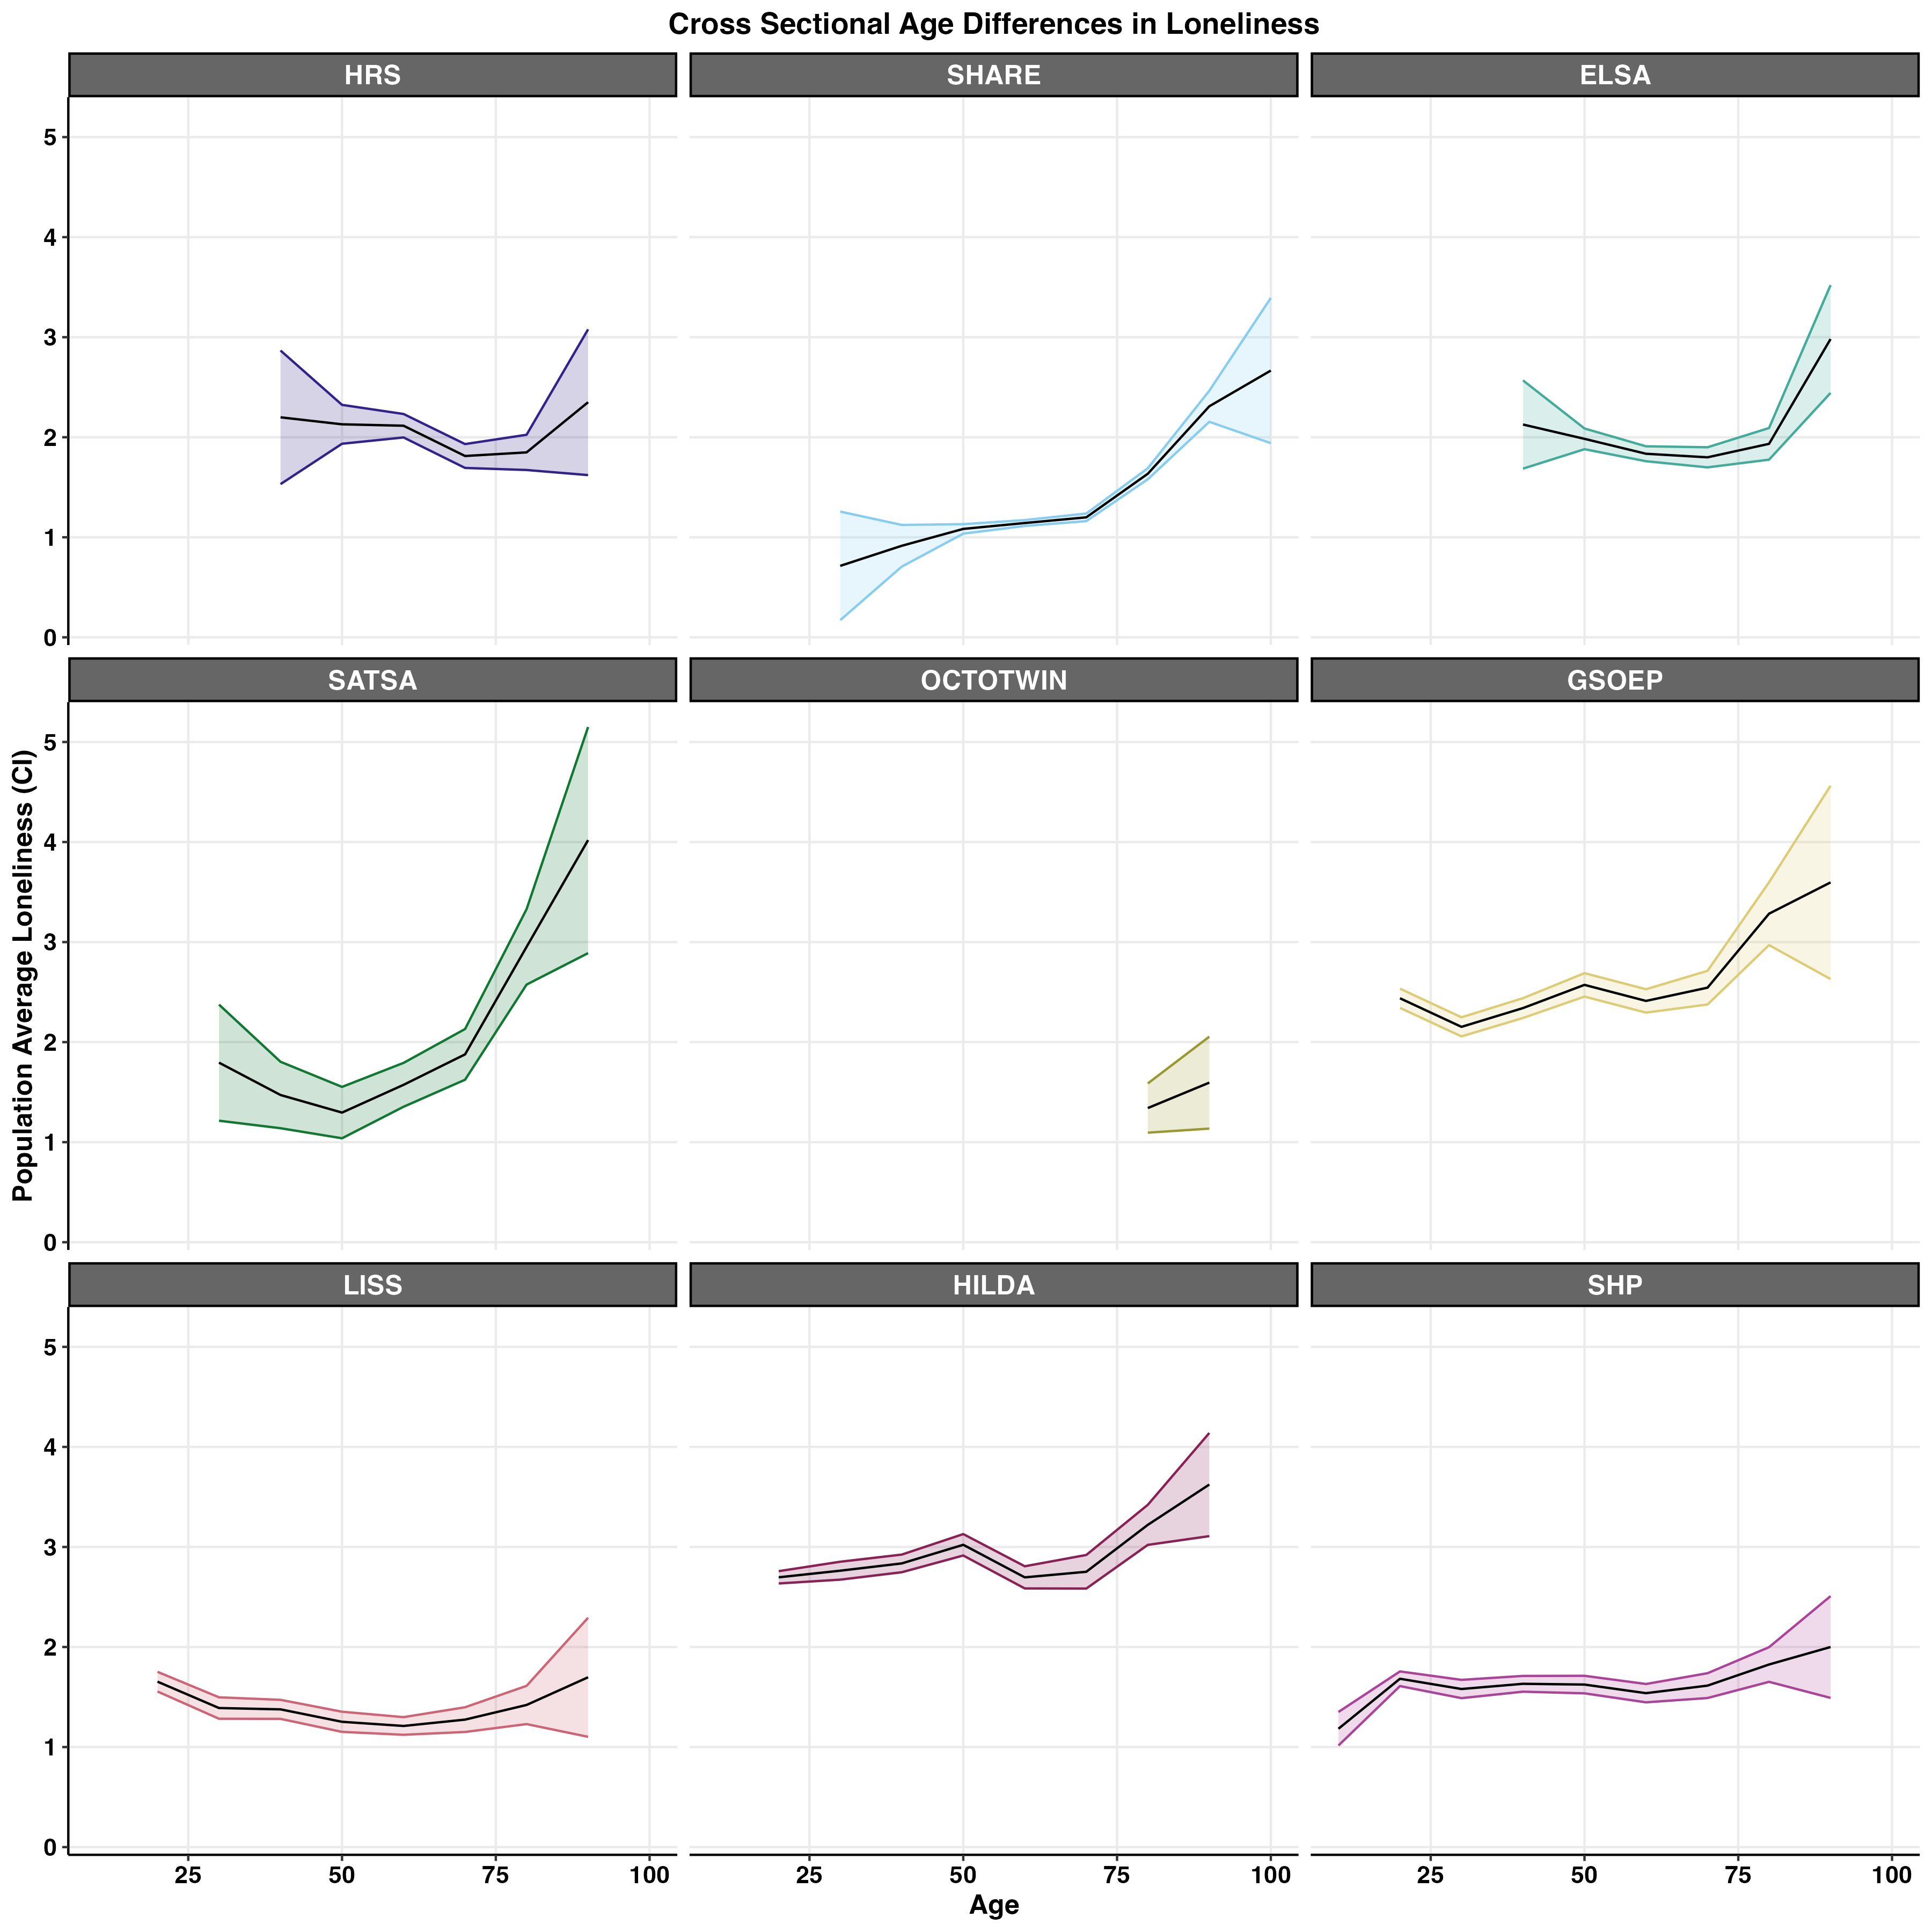 Cross Sectional Age Differences in Loneliness
HRS
SHARE
ELSA
5
4
3
2
1
0
SATSA
OCTOTWIN
GSOEP
5
4
3
2
1
0
Population Average Loneliness (CI)
LISS
HILDA
SHP
5
4
3
2
1
0
25 50 75 100
25 50 75 100
25 50 75 100
Age